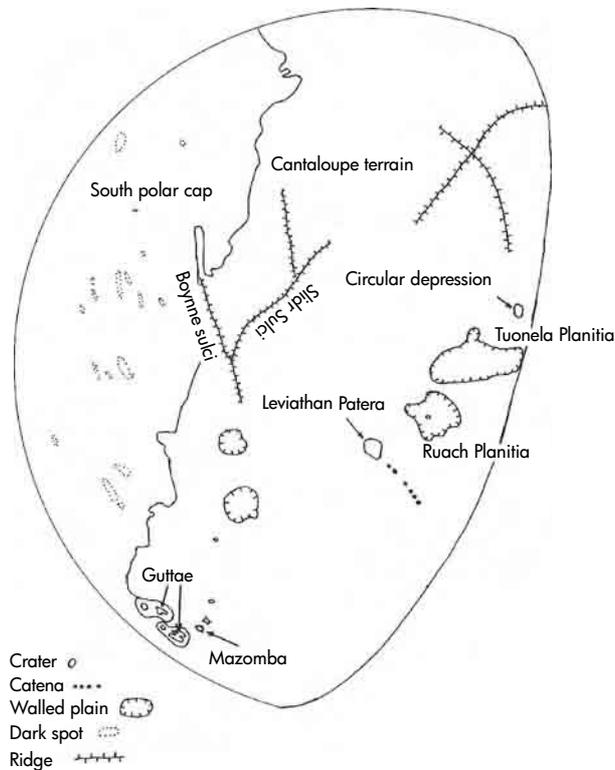 Cantaloupe terrain
South polar cap
Boynne sulci
Slidr Sulci
Circular depression
Tuonela Planitia
Leviathan Patera
Ruach Planitia
Guttae
Mazomba
Crater
Catena
Walled plain
Dark spot
Ridge